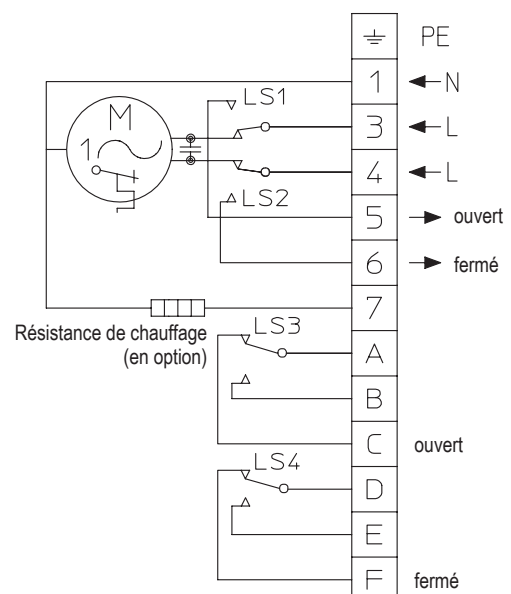 PE
1 N
LS1
M
1
3 L
4 L
LS2
5 ouvert
6 fermé
7
Résistance de chauffage
(en option)
LS3
A
B
C ouvert
LS4
D
E
F fermé